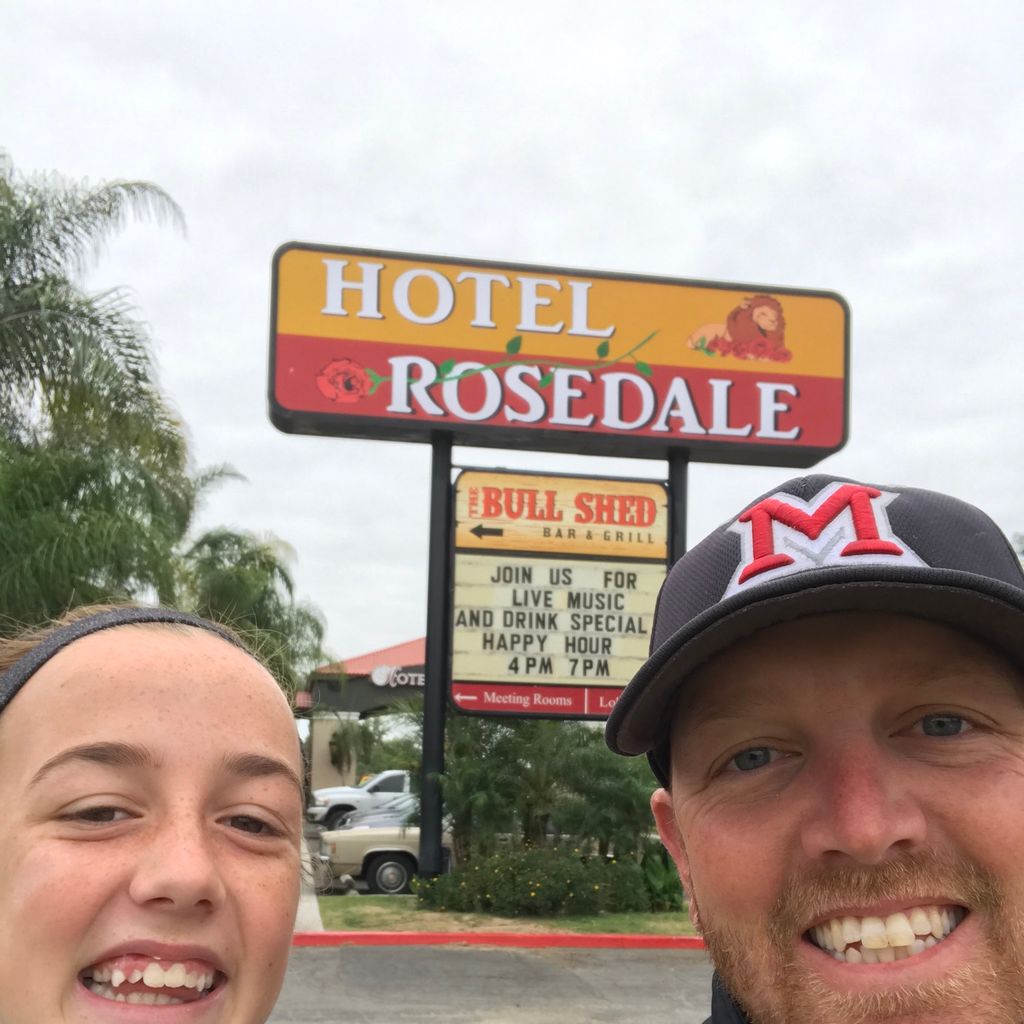 HOTEL
ROSEDALE
THE BULL SHED
BAR & GRILL
JOIN US FOR
LIVE MUSIC
AND DRINK SPECIAL
HAPPY HOUR
4PM 7PM
Meeting Rooms
M